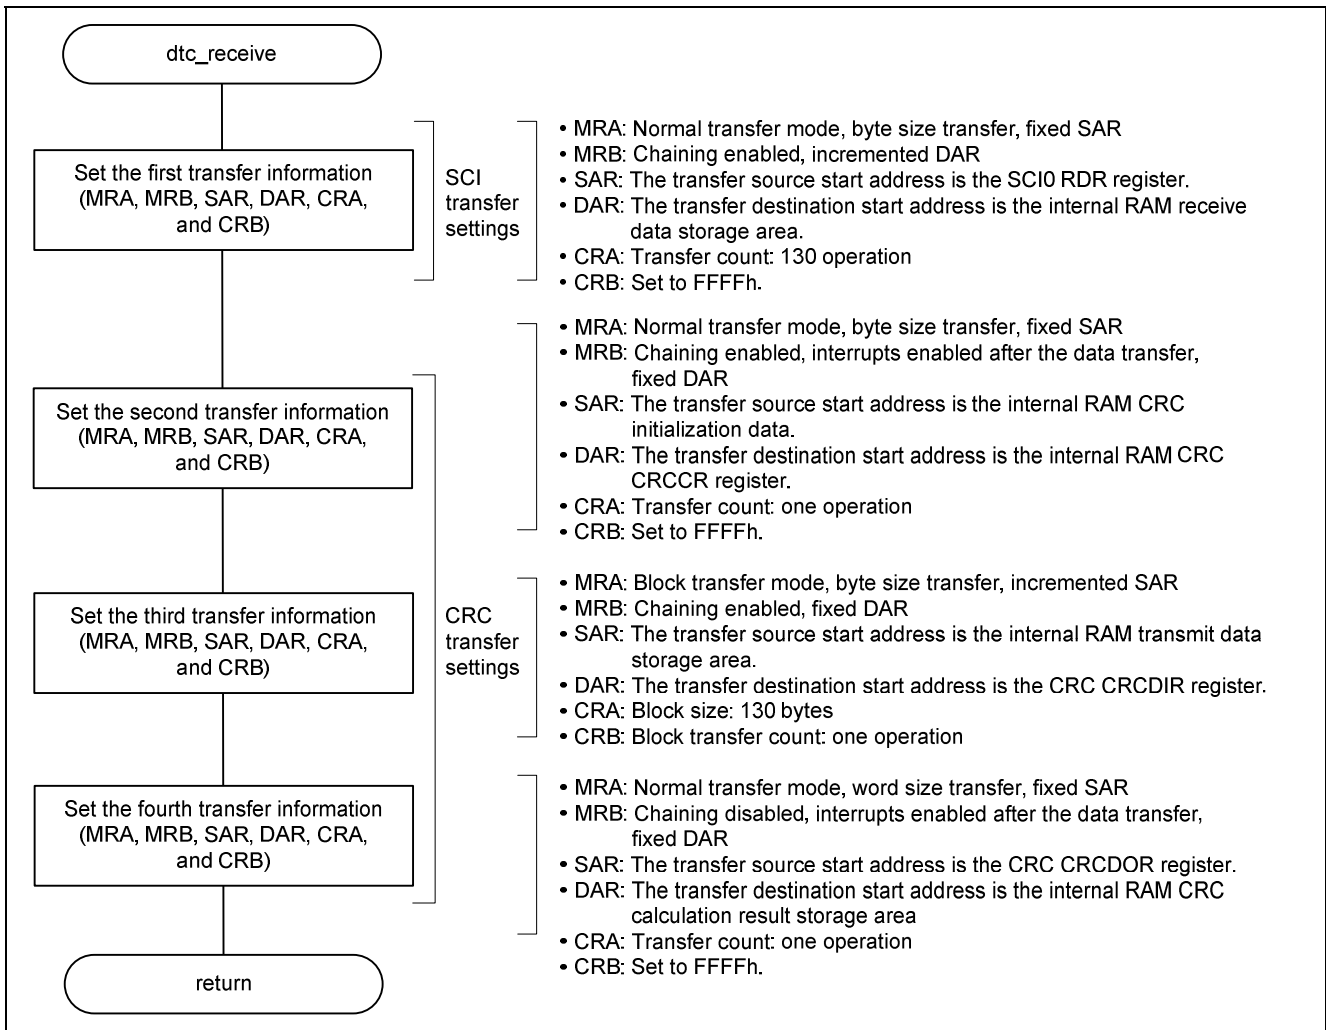 dtc_receive
Set the first transfer information
(MRA, MRB, SAR, DAR, CRA,
and CRB)
SCI
transfer
settings
• MRA: Normal transfer mode, byte size transfer, fixed SAR
• MRB: Chaining enabled, incremented DAR
• SAR: The transfer source start address is the SCI0 RDR register.
• DAR: The transfer destination start address is the internal RAM receive
data storage area.
• CRA: Transfer count: 130 operation
• CRB: Set to FFFFh.
Set the second transfer information
(MRA, MRB, SAR, DAR, CRA,
and CRB)
• MRA: Normal transfer mode, byte size transfer, fixed SAR
• MRB: Chaining enabled, interrupts enabled after the data transfer,
fixed DAR
• SAR: The transfer source start address is the internal RAM CRC
initialization data.
• DAR: The transfer destination start address is the internal RAM CRC
CRCCR register.
• CRA: Transfer count: one operation
• CRB: Set to FFFFh.
Set the third transfer information
(MRA, MRB, SAR, DAR, CRA,
and CRB)
CRC
transfer
settings
• MRA: Block transfer mode, byte size transfer, incremented SAR
• MRB: Chaining enabled, fixed DAR
• SAR: The transfer source start address is the internal RAM transmit data
storage area.
• DAR: The transfer destination start address is the CRC CRCDIR register.
• CRA: Block size: 130 bytes
• CRB: Block transfer count: one operation
Set the fourth transfer information
(MRA, MRB, SAR, DAR, CRA,
and CRB)
• MRA: Normal transfer mode, word size transfer, fixed SAR
• MRB: Chaining disabled, interrupts enabled after the data transfer,
fixed DAR
• SAR: The transfer source start address is the CRC CRCDOR register.
• DAR: The transfer destination start address is the internal RAM CRC
calculation result storage area
• CRA: Transfer count: one operation
• CRB: Set to FFFFh.
return